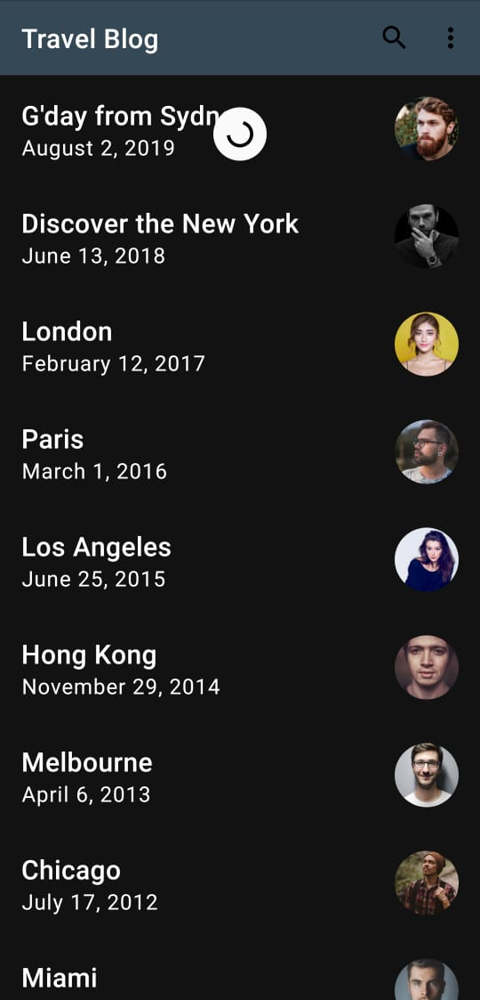 Travel Blog
G'day from Sydn
August 2, 2019
Discover the New York
June 13, 2018
London
February 12, 2017
Paris
March 1, 2016
Los Angeles
June 25, 2015
Hong Kong
November 29, 2014
Melbourne
April 6, 2013
Chicago
July 17, 2012
Miami